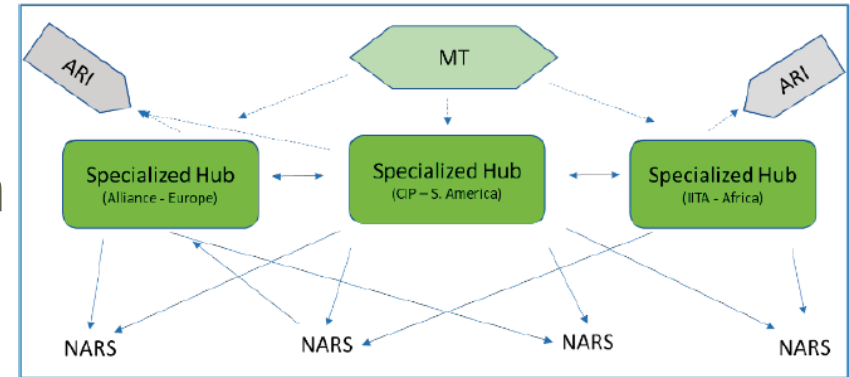 ARI
MT
ARI
Specialized Hub
(Alliance - Europe)
Specialized Hub
(CIP – S. America)
Specialized Hub
(IITA - Africa)
NARS
NARS
NARS
NARS